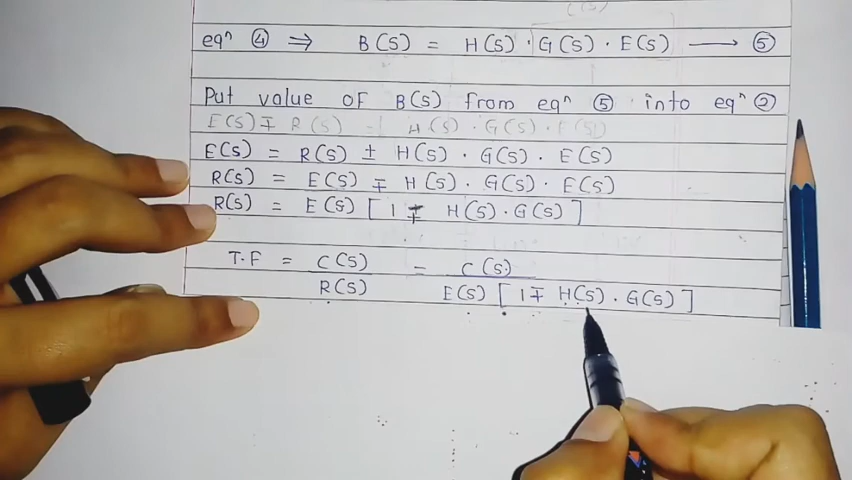 C(S)
eqⁿ ④ ⇒ B(S) = H(S) · G(S) · E(S) ⟶ ⑤
Put value OF B(S) from eqⁿ ⑤ into eqⁿ ②
E(S) ∓ R(S) H(S) · G(S) · E(S)
E(S) = R(S) ± H(S) · G(S) · E(S)
R(S) = E(S) ∓ H(S) · G(S) · E(S)
R(S) = E(S) [ 1 ∓ H(S) · G(S) ]
T.F = C(S) = C(S)
R(S) E(S) [ 1 ∓ H(S) · G(S) ]